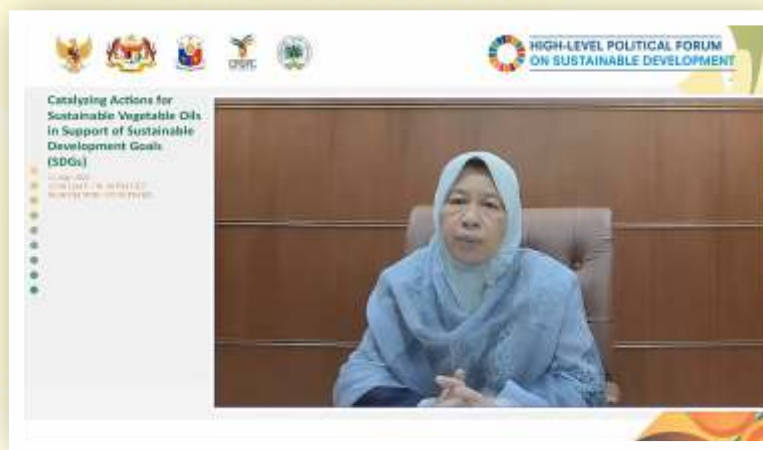 CPOPC
HIGH-LEVEL POLITICAL FORUM
ON SUSTAINABLE DEVELOPMENT
Catalyzing Actions for
Sustainable Vegetable Oils
in Support of Sustainable
Development Goals
(SDGs)